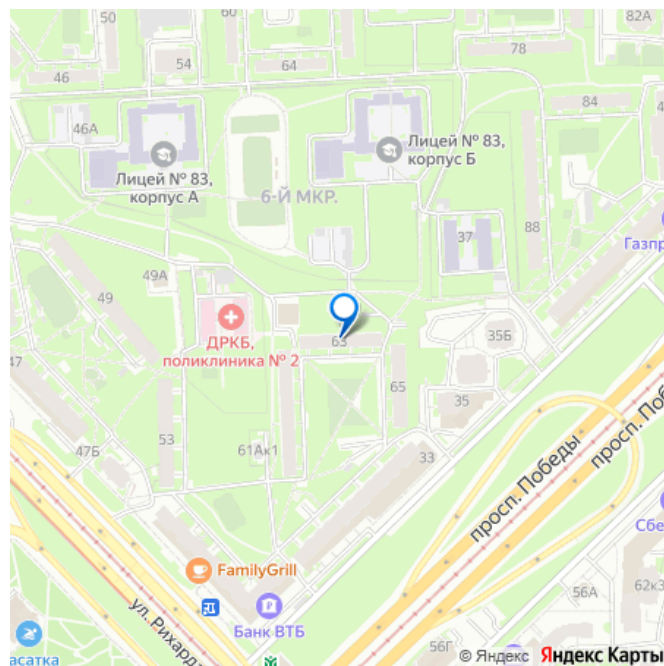 50
60
82А
46
54
64
78
84
46А
Лицей № 83,
корпус А
Лицей № 83,
корпус Б
6-Й МКР.
88
37
Газпр
49А
49
ДРКБ,
поликлиника № 2
63
35Б
47
65
35
53
47Б
61Ак1
33
просп. Победы
просп. Поб
FamilyGrill
Сбе
Банк ВТБ
ул. Рихард
асатка
56Г
56А
62к3
© Яндекс Яндекс Карты